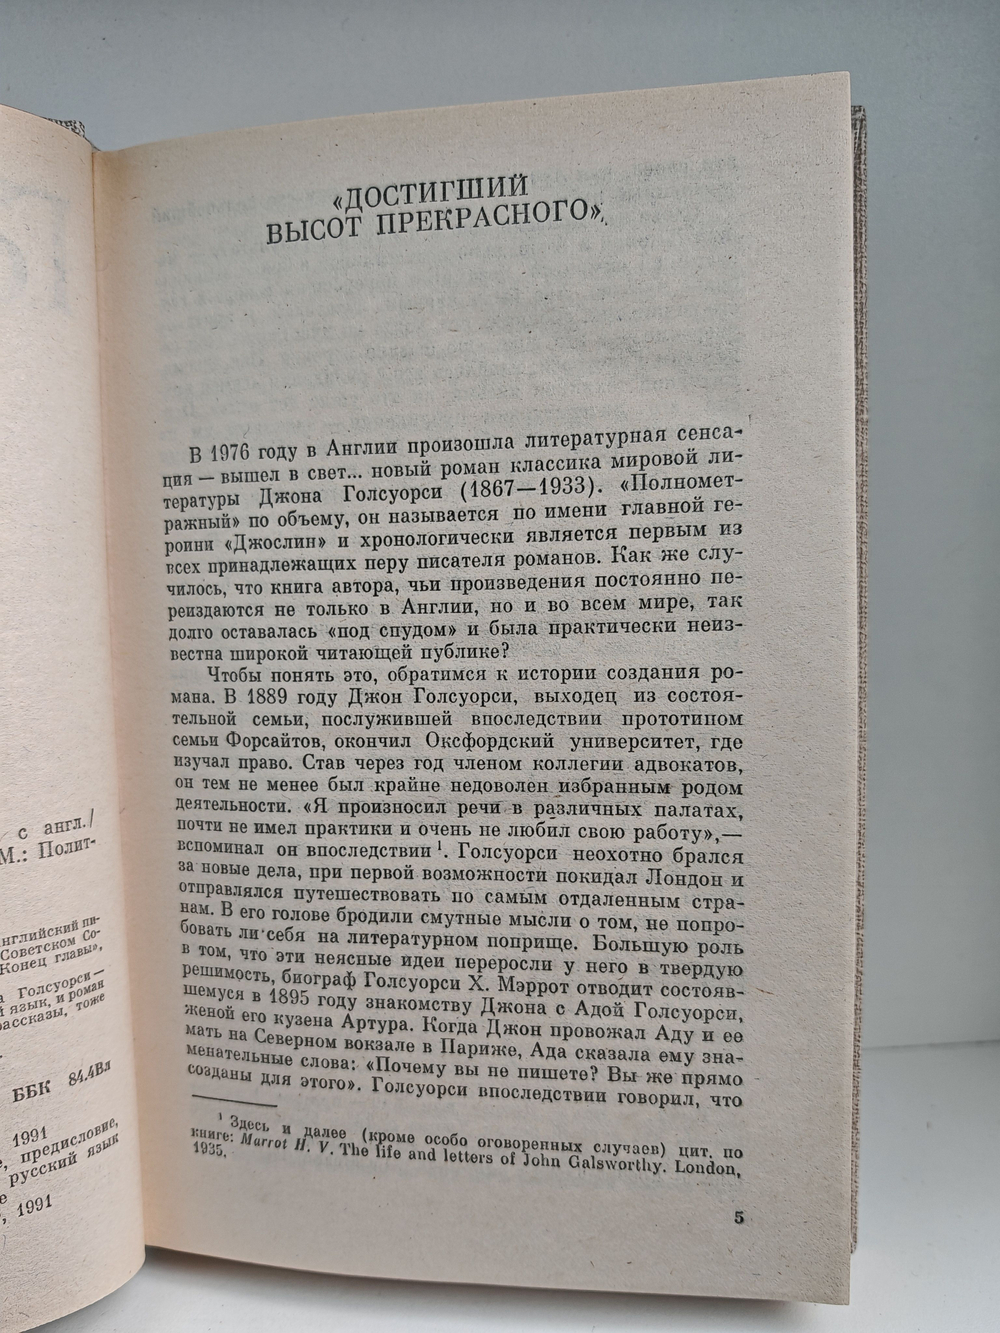 с англ./
М.: Полит-
нглийский пи-
Советском Со-
Конец главы»,
а Голсуорси —
й язык, и роман
рассказы, тоже
ББК 84.4Вл
1991
е, предисловие,
русский язык
, 1991
«ДОСТИГШИЙ
ВЫСОТ ПРЕКРАСНОГО»
В 1976 году в Англии произошла литературная сенса-
ция — вышел в свет... новый роман классика мировой ли-
тературы Джона Голсуорси (1867—1933). «Полномет-
ражный» по объему, он называется по имени главной ге-
роини «Джослин» и хронологически является первым из
всех принадлежащих перу писателя романов. Как же слу-
чилось, что книга автора, чьи произведения постоянно пе-
реиздаются не только в Англии, но и во всем мире, так
долго оставалась «под спудом» и была практически неиз-
вестна широкой читающей публике?
Чтобы понять это, обратимся к истории создания ро-
мана. В 1889 году Джон Голсуорси, выходец из состоя-
тельной семьи, послужившей впоследствии прототипом
семьи Форсайтов, окончил Оксфордский университет, где
изучал право. Став через год членом коллегии адвокатов,
он тем не менее был крайне недоволен избранным родом
деятельности. «Я произносил речи в различных палатах,
почти не имел практики и очень не любил свою работу»,—
вспоминал он впоследствии ¹. Голсуорси неохотно брался
за новые дела, при первой возможности покидал Лондон и
отправлялся путешествовать по самым отдаленным стра-
нам. В его голове бродили смутные мысли о том, не попро-
бовать ли себя на литературном поприще. Большую роль
в том, что эти неясные идеи переросли у него в твердую
решимость, биограф Голсуорси Х. Мэррот отводит состояв-
шемуся в 1895 году знакомству Джона с Адой Голсуорси,
женой его кузена Артура. Когда Джон провожал Аду и ее
мать на Северном вокзале в Париже, Ада сказала ему зна-
менательные слова: «Почему вы не пишете? Вы же прямо
созданы для этого». Голсуорси впоследствии говорил, что
¹ Здесь и далее (кроме особо оговоренных случаев) цит. по
книге: Marrot H. V. The life and letters of John Galsworthy. London,
1935.
5